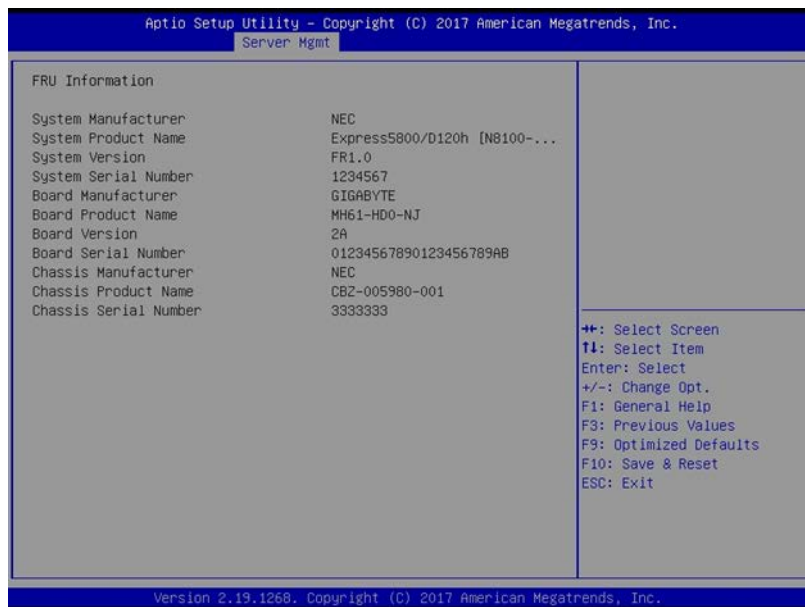 Aptio Setup Utility – Copyright (C) 2017 American Megatrends, Inc.
Server Mgmt
FRU Information
System Manufacturer NEC
System Product Name Express5800/D120h [N8100-...
System Version FR1.0
System Serial Number 1234567
Board Manufacturer GIGABYTE
Board Product Name MH61-HD0-NJ
Board Version 2A
Board Serial Number 01234567890123456789AB
Chassis Manufacturer NEC
Chassis Product Name CBZ-005980-001
Chassis Serial Number 3333333
→←: Select Screen
↑↓: Select Item
Enter: Select
+/-: Change Opt.
F1: General Help
F3: Previous Values
F9: Optimized Defaults
F10: Save & Reset
ESC: Exit
Version 2.19.1268. Copyright (C) 2017 American Megatrends, Inc.